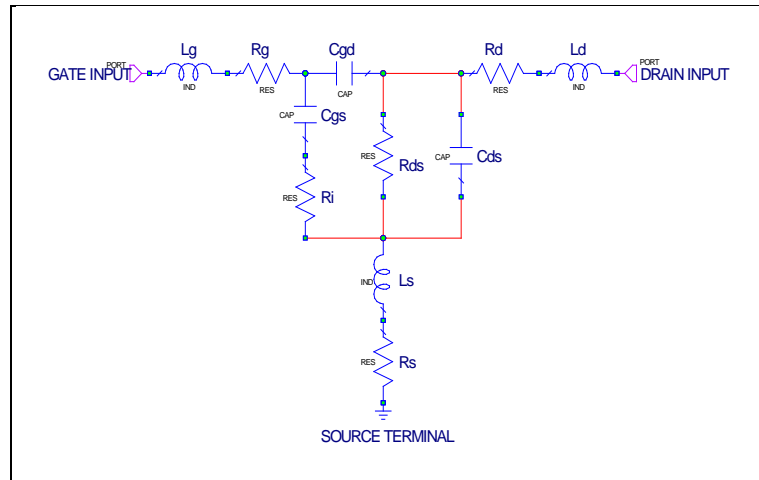 Lg
Rg
Cgd
Rd
Ld
PORT
GATE INPUT
IND
RES
CAP
RES
IND
PORT
DRAIN INPUT
CAP
Cgs
RES
Rds
CAP
Cds
RES
Ri
IND
Ls
RES
Rs
SOURCE TERMINAL